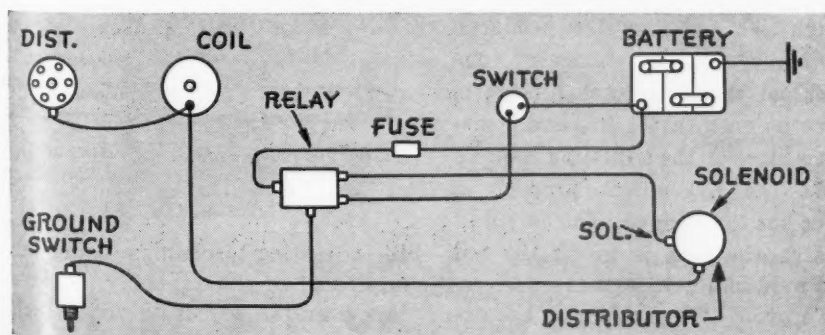 DIST.
COIL
BATTERY
SWITCH
RELAY
FUSE
SOLENOID
GROUND
SWITCH
SOL.
DISTRIBUTOR